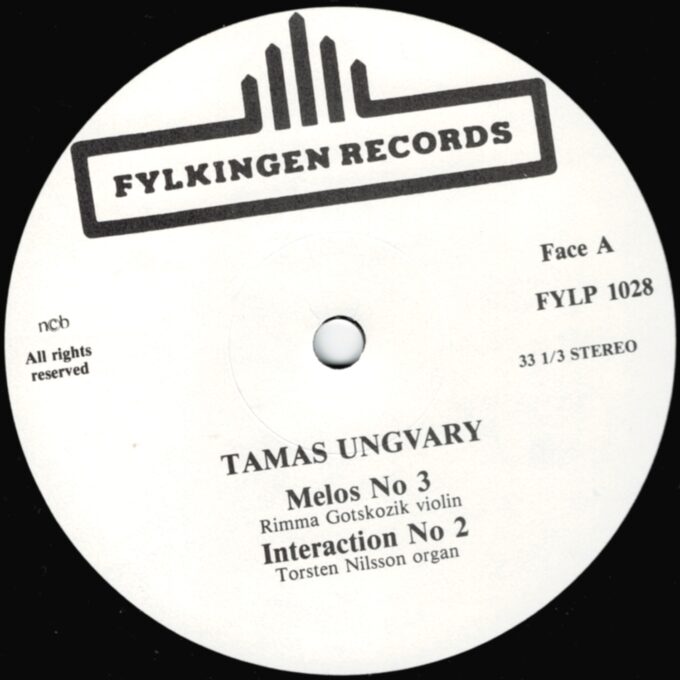 FYLKINGEN RECORDS
Face A
FYLP 1028
33 1/3 STEREO
ncb
All rights
reserved
TAMAS UNGVARY
Melos No 3
Rimma Gotskozik violin
Interaction No 2
Torsten Nilsson organ